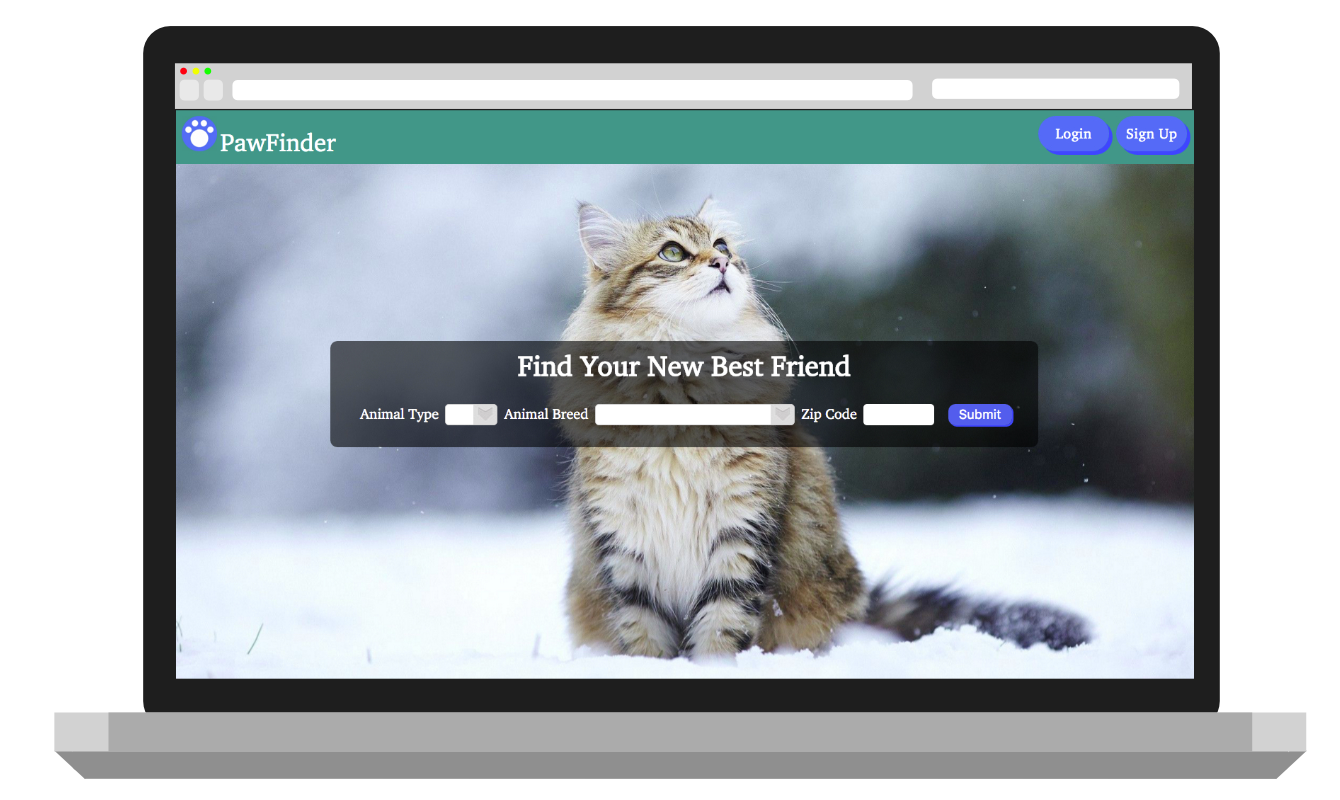 PawFinder
Login
Sign Up
Find Your New Best Friend
Animal Type
Animal Breed
Zip Code
Submit